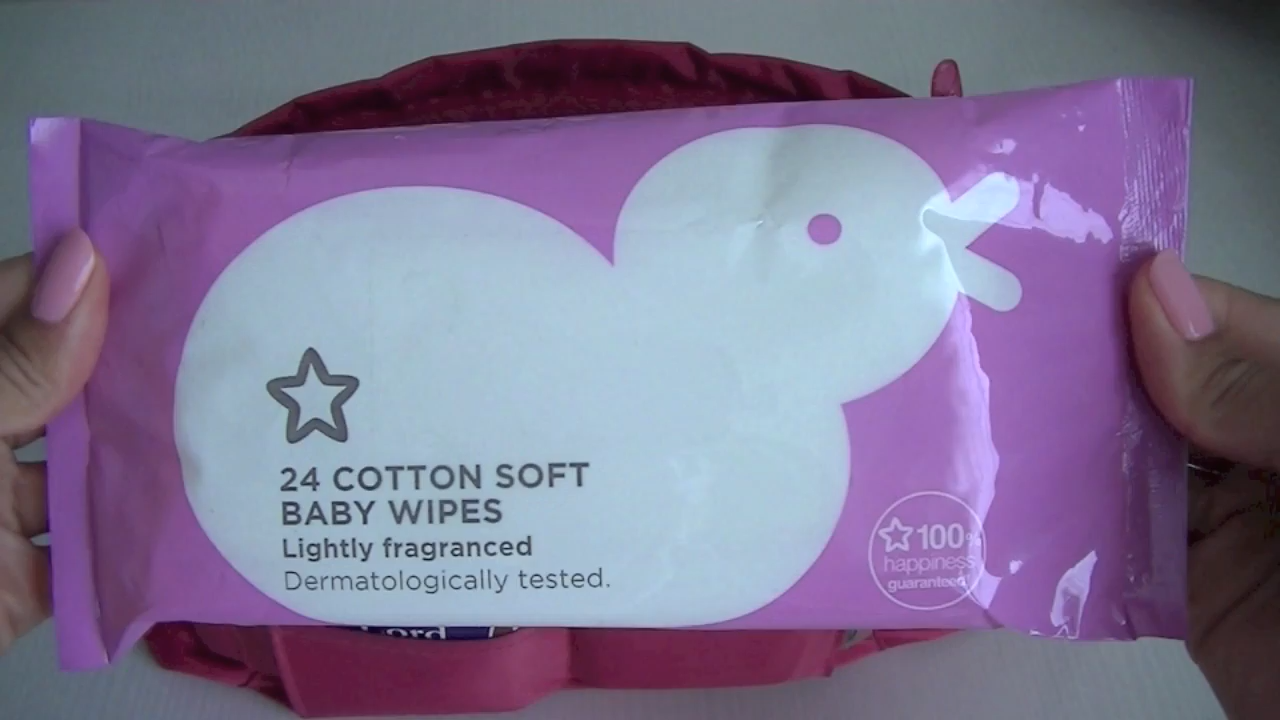 24 COTTON SOFT
BABY WIPES
Lightly fragranced
Dermatologically tested.
100%
happiness
guaranteed